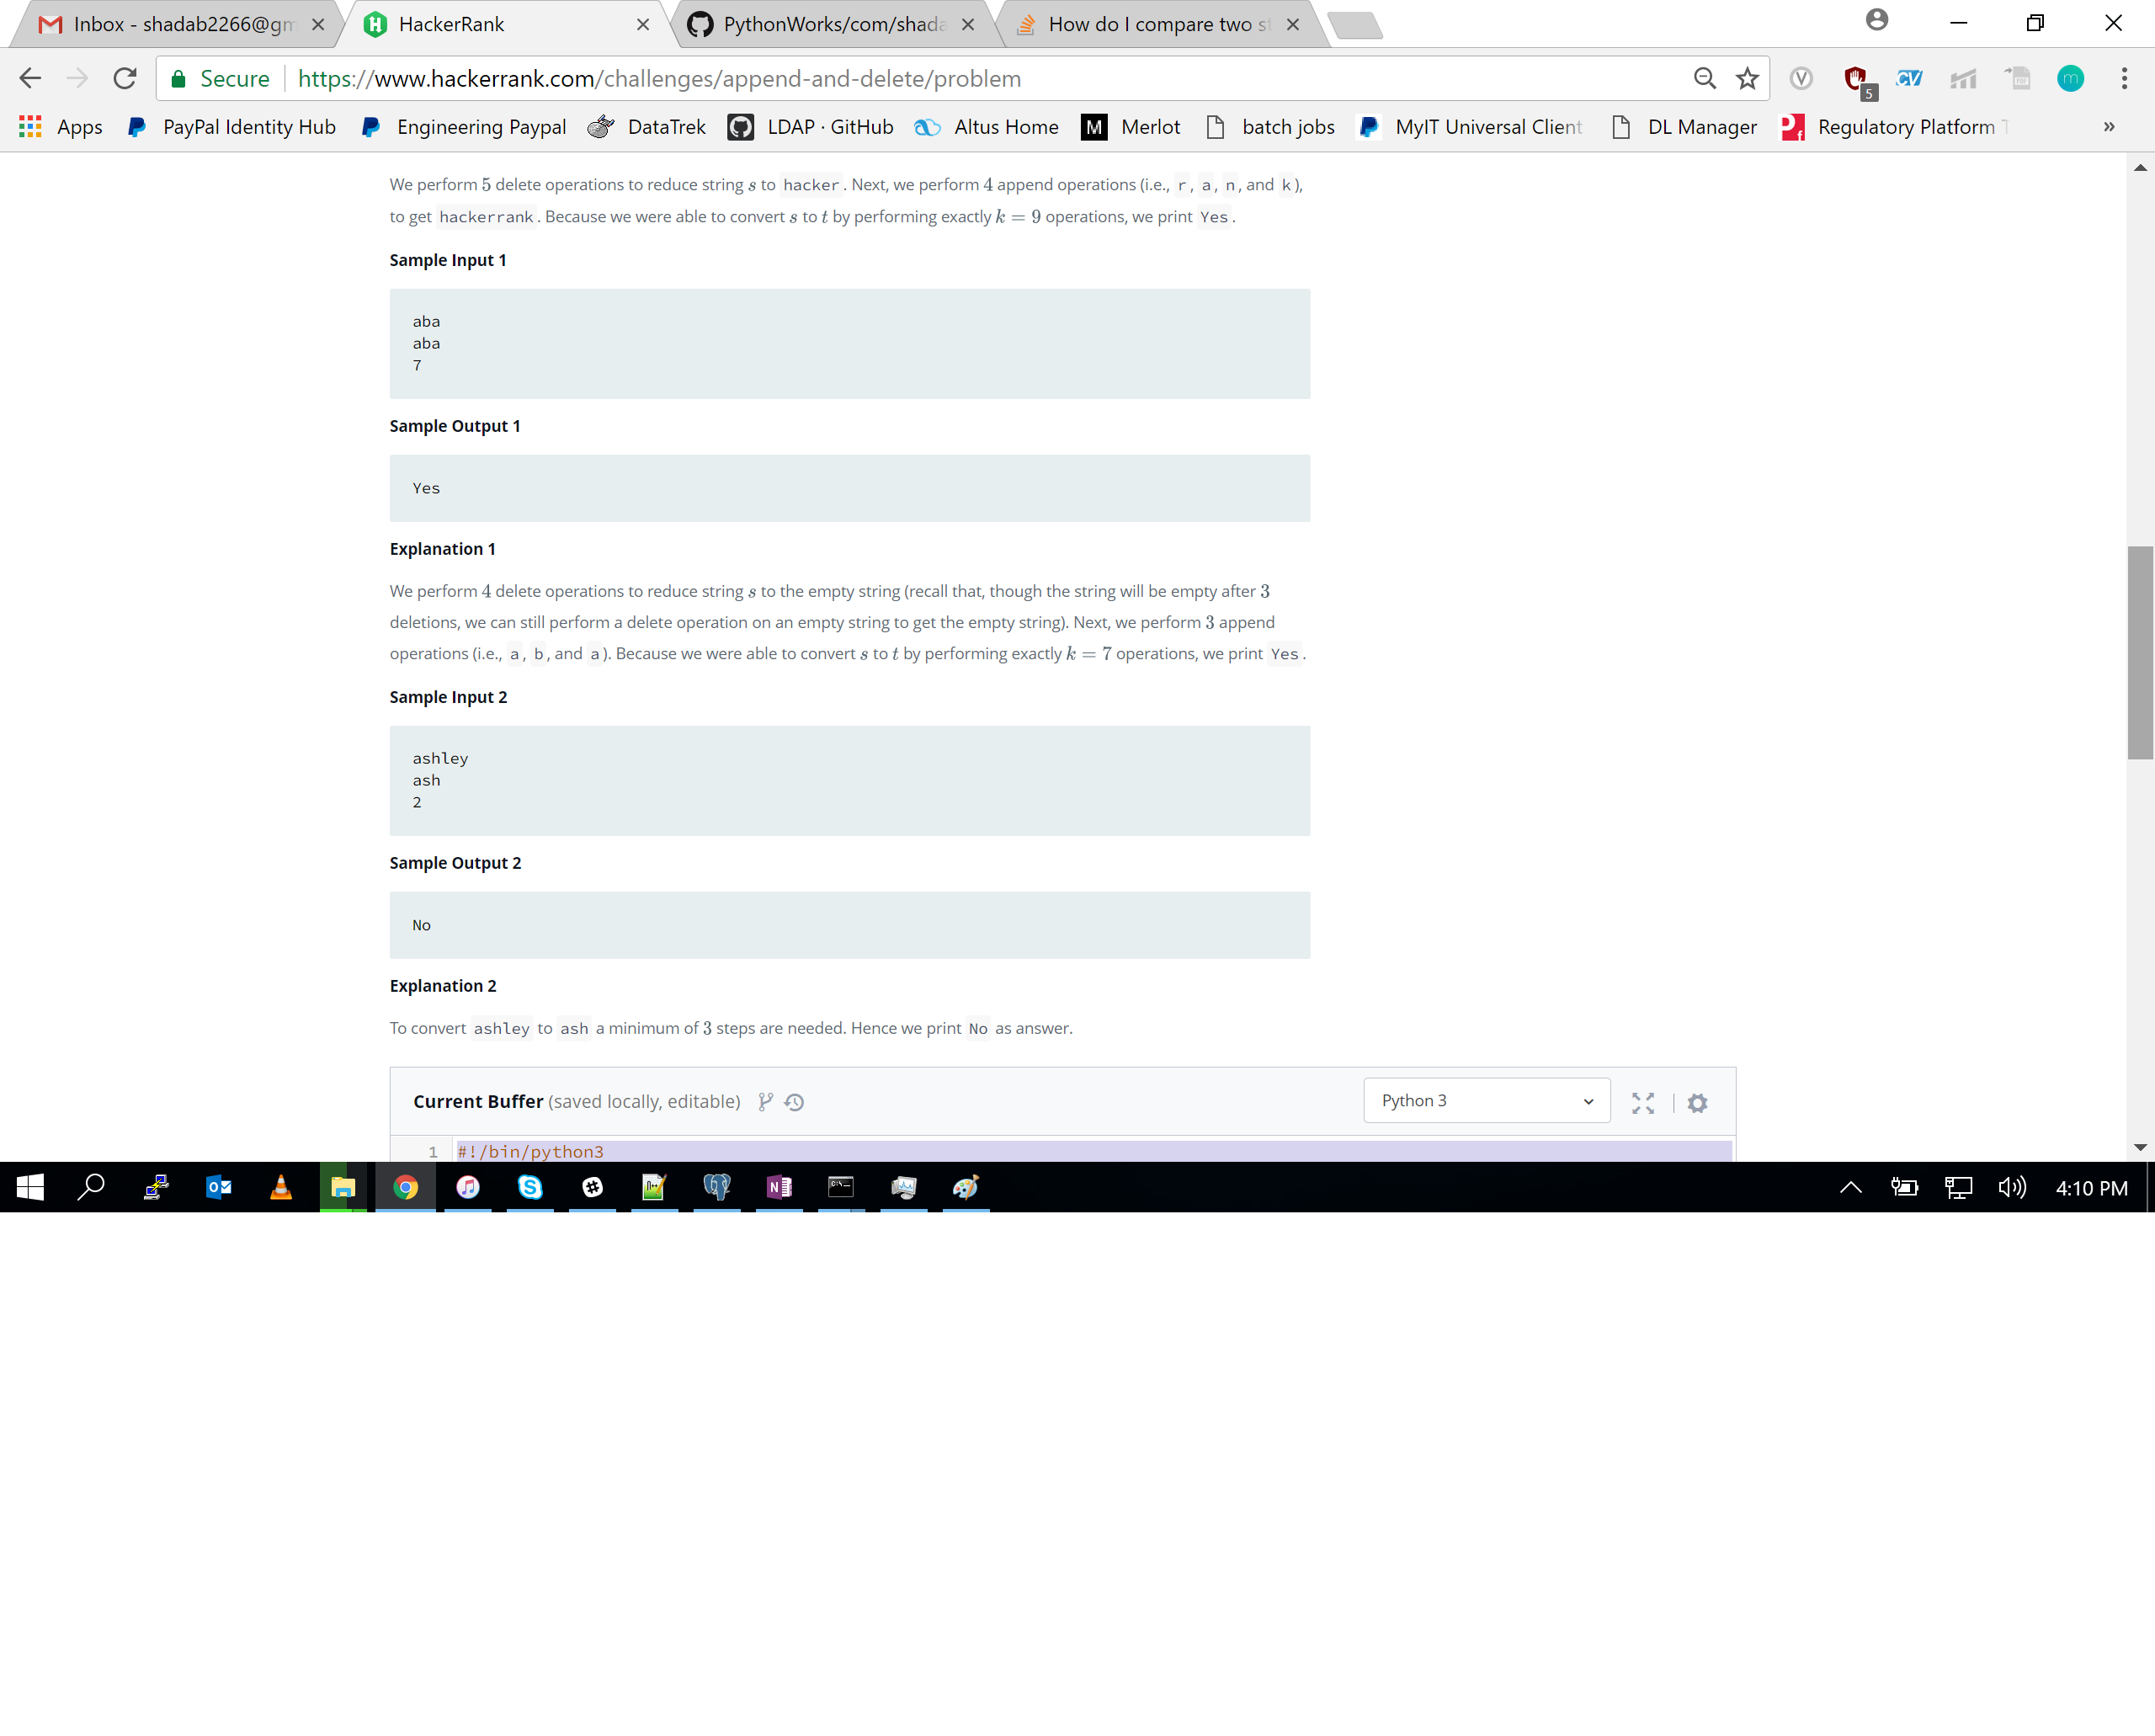 Inbox - shadab2266@gm
HackerRank
PythonWorks/com/shada
How do I compare two st
Secure
https://www.hackerrank.com/challenges/append-and-delete/problem
5
CV
m
Apps
PayPal Identity Hub
Engineering Paypal
DataTrek
LDAP · GitHub
Altus Home
M
Merlot
batch jobs
MyIT Universal Client
DL Manager
Regulatory Platform T
»
We perform 5 delete operations to reduce string s to hacker. Next, we perform 4 append operations (i.e., r, a, n, and k),
to get hackerrank. Because we were able to convert s to t by performing exactly k = 9 operations, we print Yes.
Sample Input 1
aba
aba
7
Sample Output 1
Yes
Explanation 1
We perform 4 delete operations to reduce string s to the empty string (recall that, though the string will be empty after 3
deletions, we can still perform a delete operation on an empty string to get the empty string). Next, we perform 3 append
operations (i.e., a, b, and a). Because we were able to convert s to t by performing exactly k = 7 operations, we print Yes.
Sample Input 2
ashley
ash
2
Sample Output 2
No
Explanation 2
To convert ashley to ash a minimum of 3 steps are needed. Hence we print No as answer.
Current Buffer (saved locally, editable)
Python 3
1 #!/bin/python3
4:10 PM